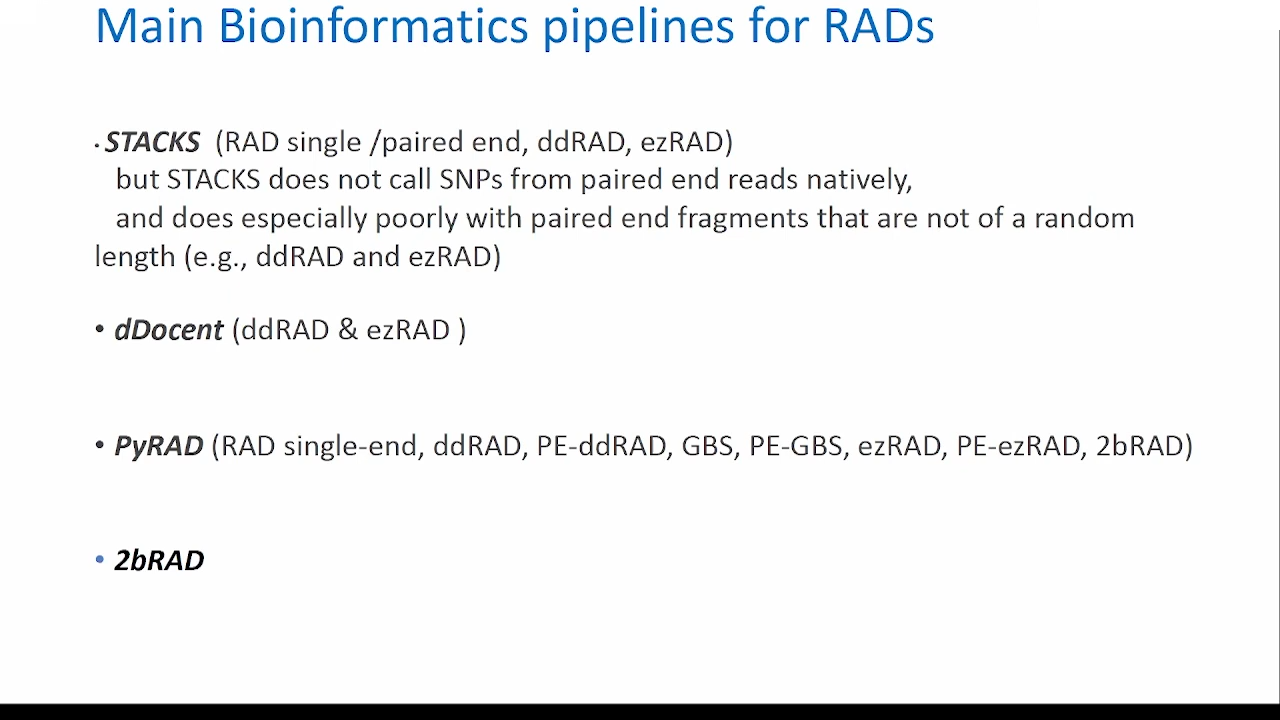 Main Bioinformatics pipelines for RADs
• STACKS (RAD single /paired end, ddRAD, ezRAD)
but STACKS does not call SNPs from paired end reads natively,
and does especially poorly with paired end fragments that are not of a random
length (e.g., ddRAD and ezRAD)
• dDocent (ddRAD & ezRAD )
• PyRAD (RAD single-end, ddRAD, PE-ddRAD, GBS, PE-GBS, ezRAD, PE-ezRAD, 2bRAD)
• 2bRAD